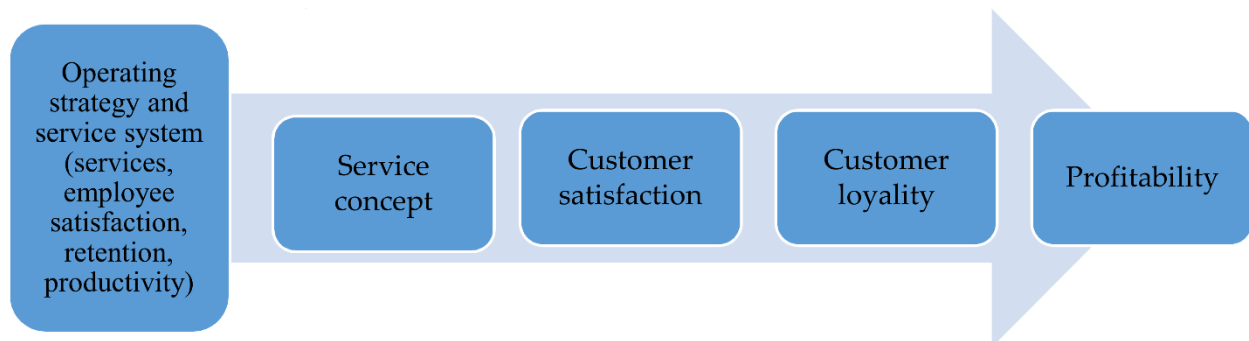 Operating
strategy and
service system
(services,
employee
satisfaction,
retention,
productivity)
Service
concept
Customer
satisfaction
Customer
loyality
Profitability